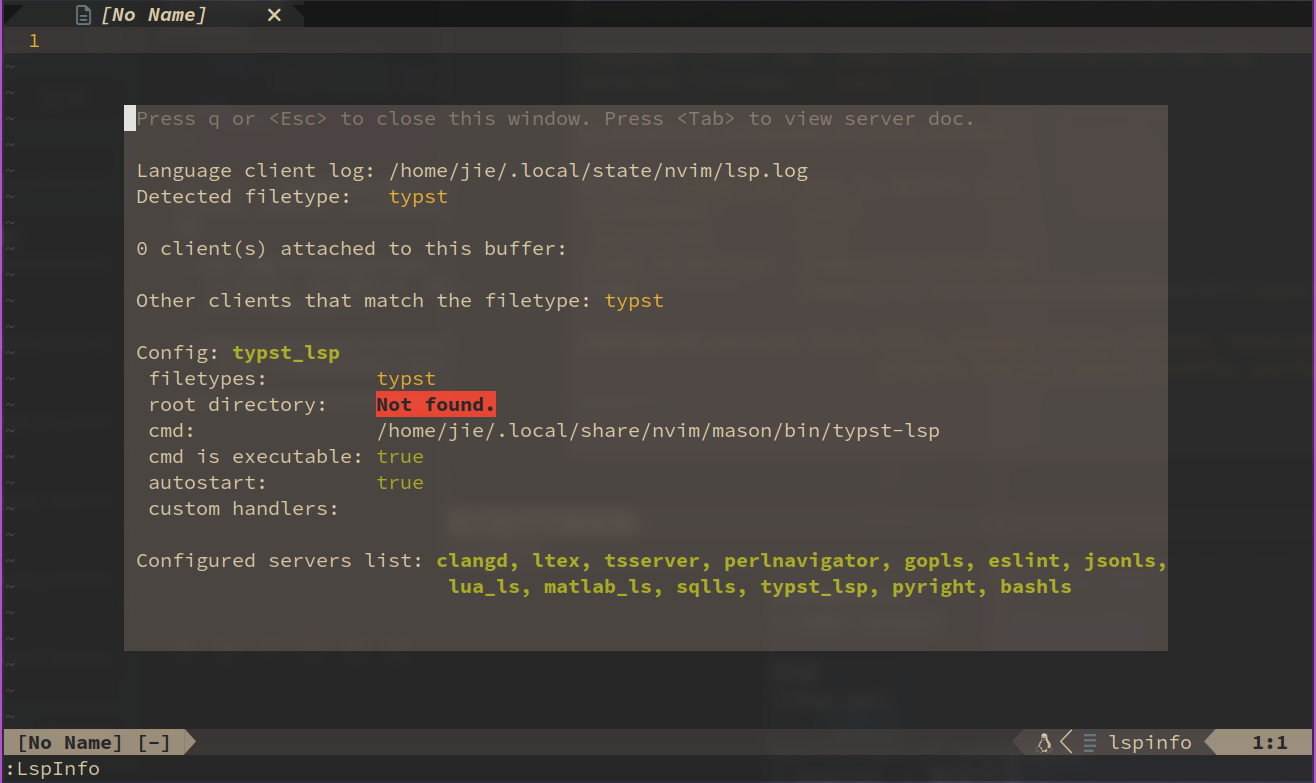 [No Name] ✕
1
Press q or <Esc> to close this window. Press <Tab> to view server doc.
Language client log: /home/jie/.local/state/nvim/lsp.log
Detected filetype: typst
0 client(s) attached to this buffer:
Other clients that match the filetype: typst
Config: typst_lsp
filetypes: typst
root directory: Not found.
cmd: /home/jie/.local/share/nvim/mason/bin/typst-lsp
cmd is executable: true
autostart: true
custom handlers:
Configured servers list: clangd, ltex, tsserver, perlnavigator, gopls, eslint, jsonls,
lua_ls, matlab_ls, sqlls, typst_lsp, pyright, bashls
[No Name] [-] lspinfo 1:1
:LspInfo